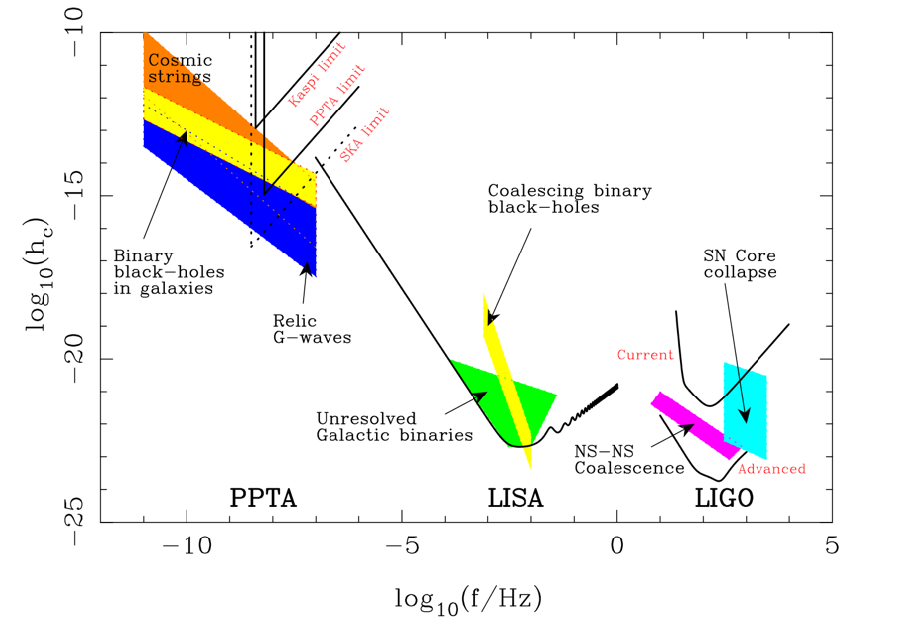 −10
−15
−20
−25
log10(hc)
Cosmic
strings
Kaspi limit
PPTA limit
SKA limit
Binary
black−holes
in galaxies
Relic
G−waves
Coalescing binary
black−holes
SN Core
collapse
Current
Unresolved
Galactic binaries
NS−NS
Coalescence
Advanced
PPTA
LISA
LIGO
−10
−5
0
5
log10(f/Hz)